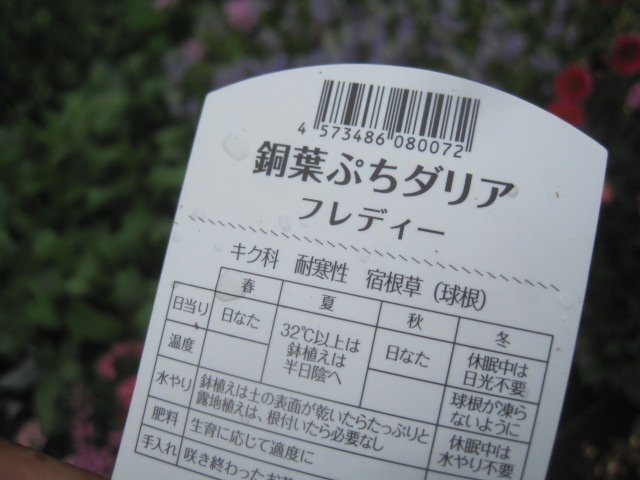 4 573486 080072
銅葉ぷちダリア
フレディー
キク科 耐寒性 宿根草（球根）
春 夏 秋 冬
日当り 日なた 32℃以上は鉢植えは半日陰へ 日なた 休眠中は日光不要
温度 球根が凍らないように
水やり 鉢植えは土の表面が乾いたらたっぷりと
露地植えは、根付いたら必要なし 休眠中は水やり不要
肥料 生育に応じて適度に
手入れ 咲き終わったお